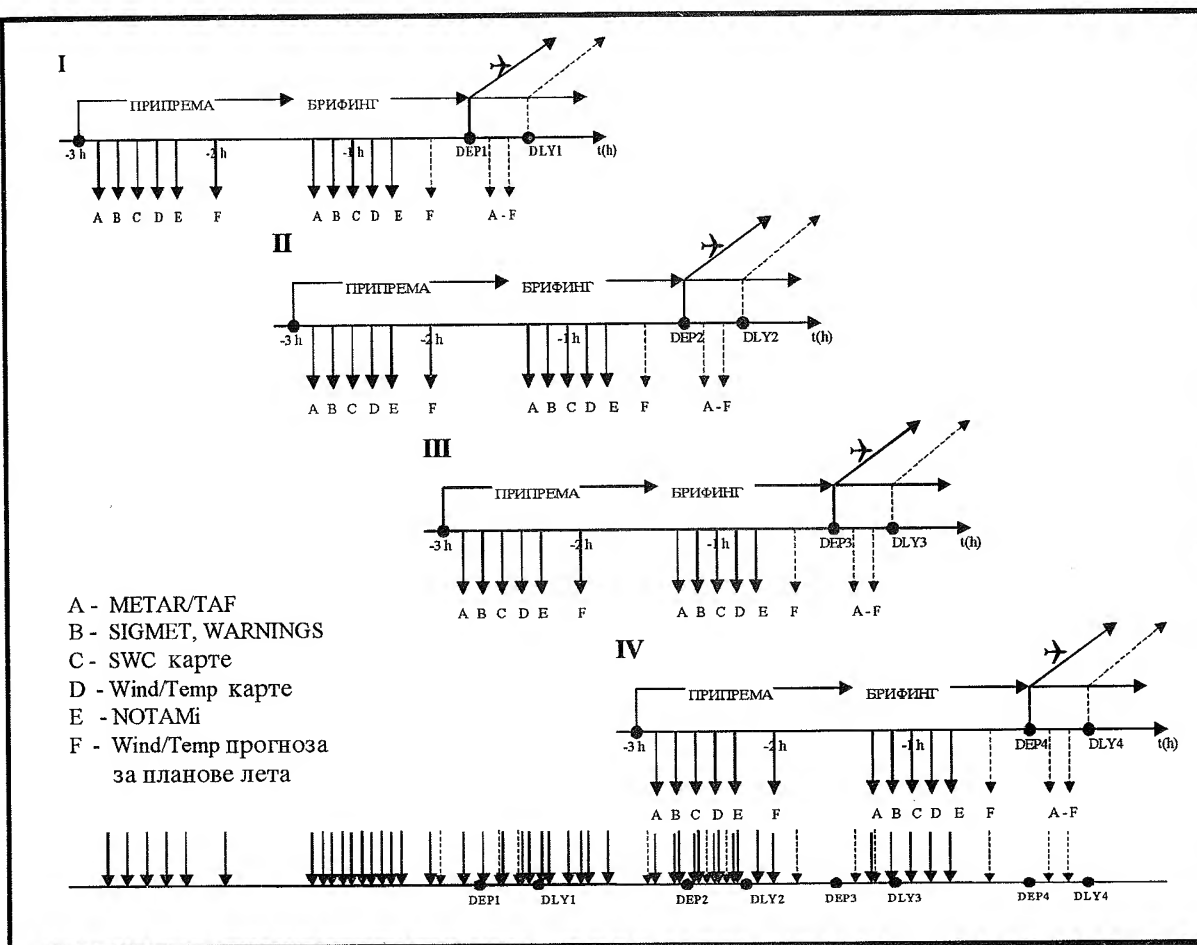 I
ПРИПРЕМА БРИФИНГ
-3 h -2 h -1 h DEP1 DLY1 t(h)
A B C D E F A B C D E F A - F
II
ПРИПРЕМА БРИФИНГ
-3 h -2 h -1 h DEP2 DLY2 t(h)
A B C D E F A B C D E F A - F
III
ПРИПРЕМА БРИФИНГ
-3 h -2 h -1 h DEP3 DLY3 t(h)
A B C D E F A B C D E F A - F
A - METAR/TAF
B - SIGMET, WARNINGS
C - SWC карте
D - Wind/Temp карте
E - NOTAMi
F - Wind/Temp прогноза
за планове лета
IV
ПРИПРЕМА БРИФИНГ
-3 h -2 h -1 h DEP4 DLY4 t(h)
A B C D E F A B C D E F A - F
DEP1 DLY1 DEP2 DLY2 DEP3 DLY3 DEP4 DLY4